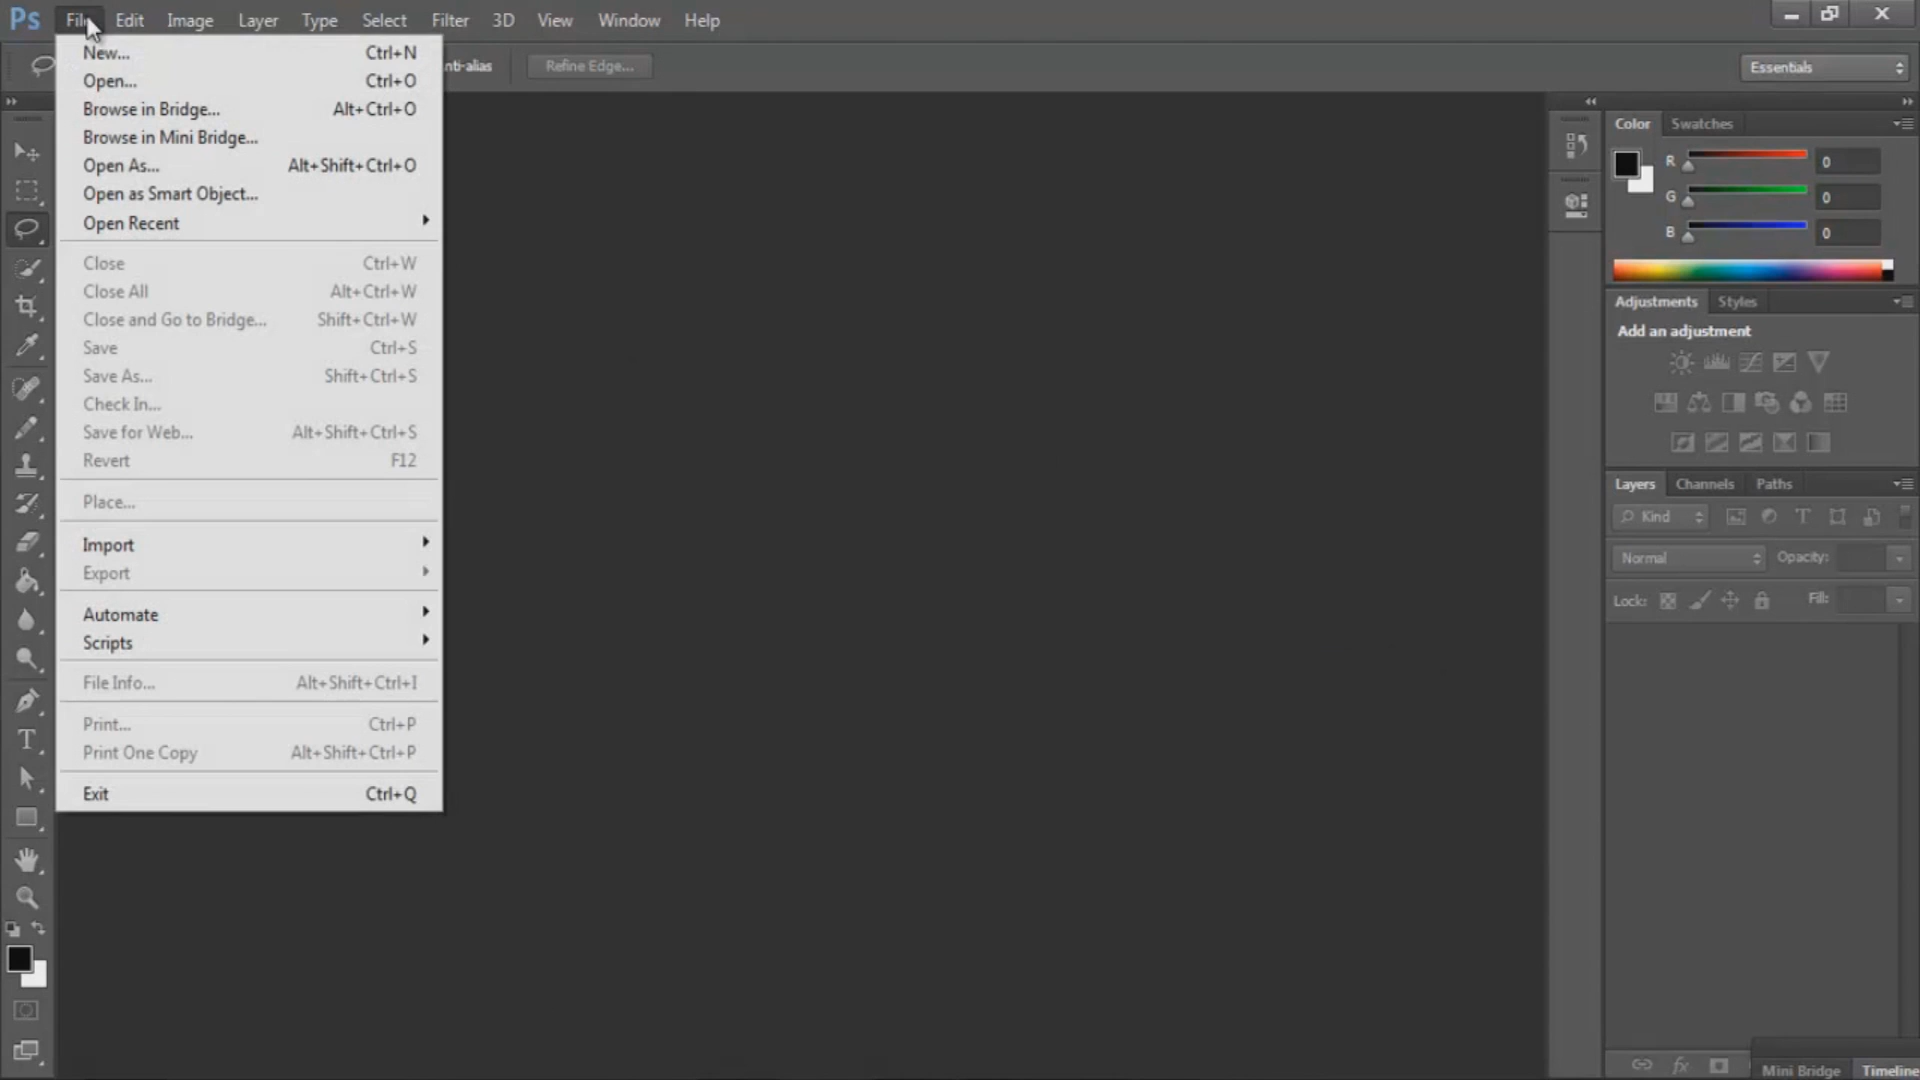 Ps File Edit Image Layer Type Select Filter 3D View Window Help
nti-alias Refine Edge... Essentials
New... Ctrl+N
Open... Ctrl+O
Browse in Bridge... Alt+Ctrl+O
Browse in Mini Bridge...
Open As... Alt+Shift+Ctrl+O
Open as Smart Object...
Open Recent
Close Ctrl+W
Close All Alt+Ctrl+W
Close and Go to Bridge... Shift+Ctrl+W
Save Ctrl+S
Save As... Shift+Ctrl+S
Check In...
Save for Web... Alt+Shift+Ctrl+S
Revert F12
Place...
Import
Export
Automate
Scripts
File Info... Alt+Shift+Ctrl+I
Print... Ctrl+P
Print One Copy Alt+Shift+Ctrl+P
Exit Ctrl+Q
Color Swatches
R 0
G 0
B 0
Adjustments Styles
Add an adjustment
Layers Channels Paths
Kind
Normal Opacity:
Lock: Fill:
fx
Mini Bridge Timeline